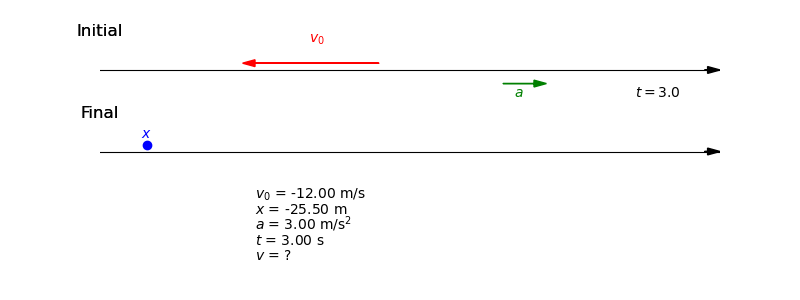 Initial
v₀
a
t = 3.0
Final
x
v₀ = -12.00 m/s
x = -25.50 m
a = 3.00 m/s²
t = 3.00 s
v = ?